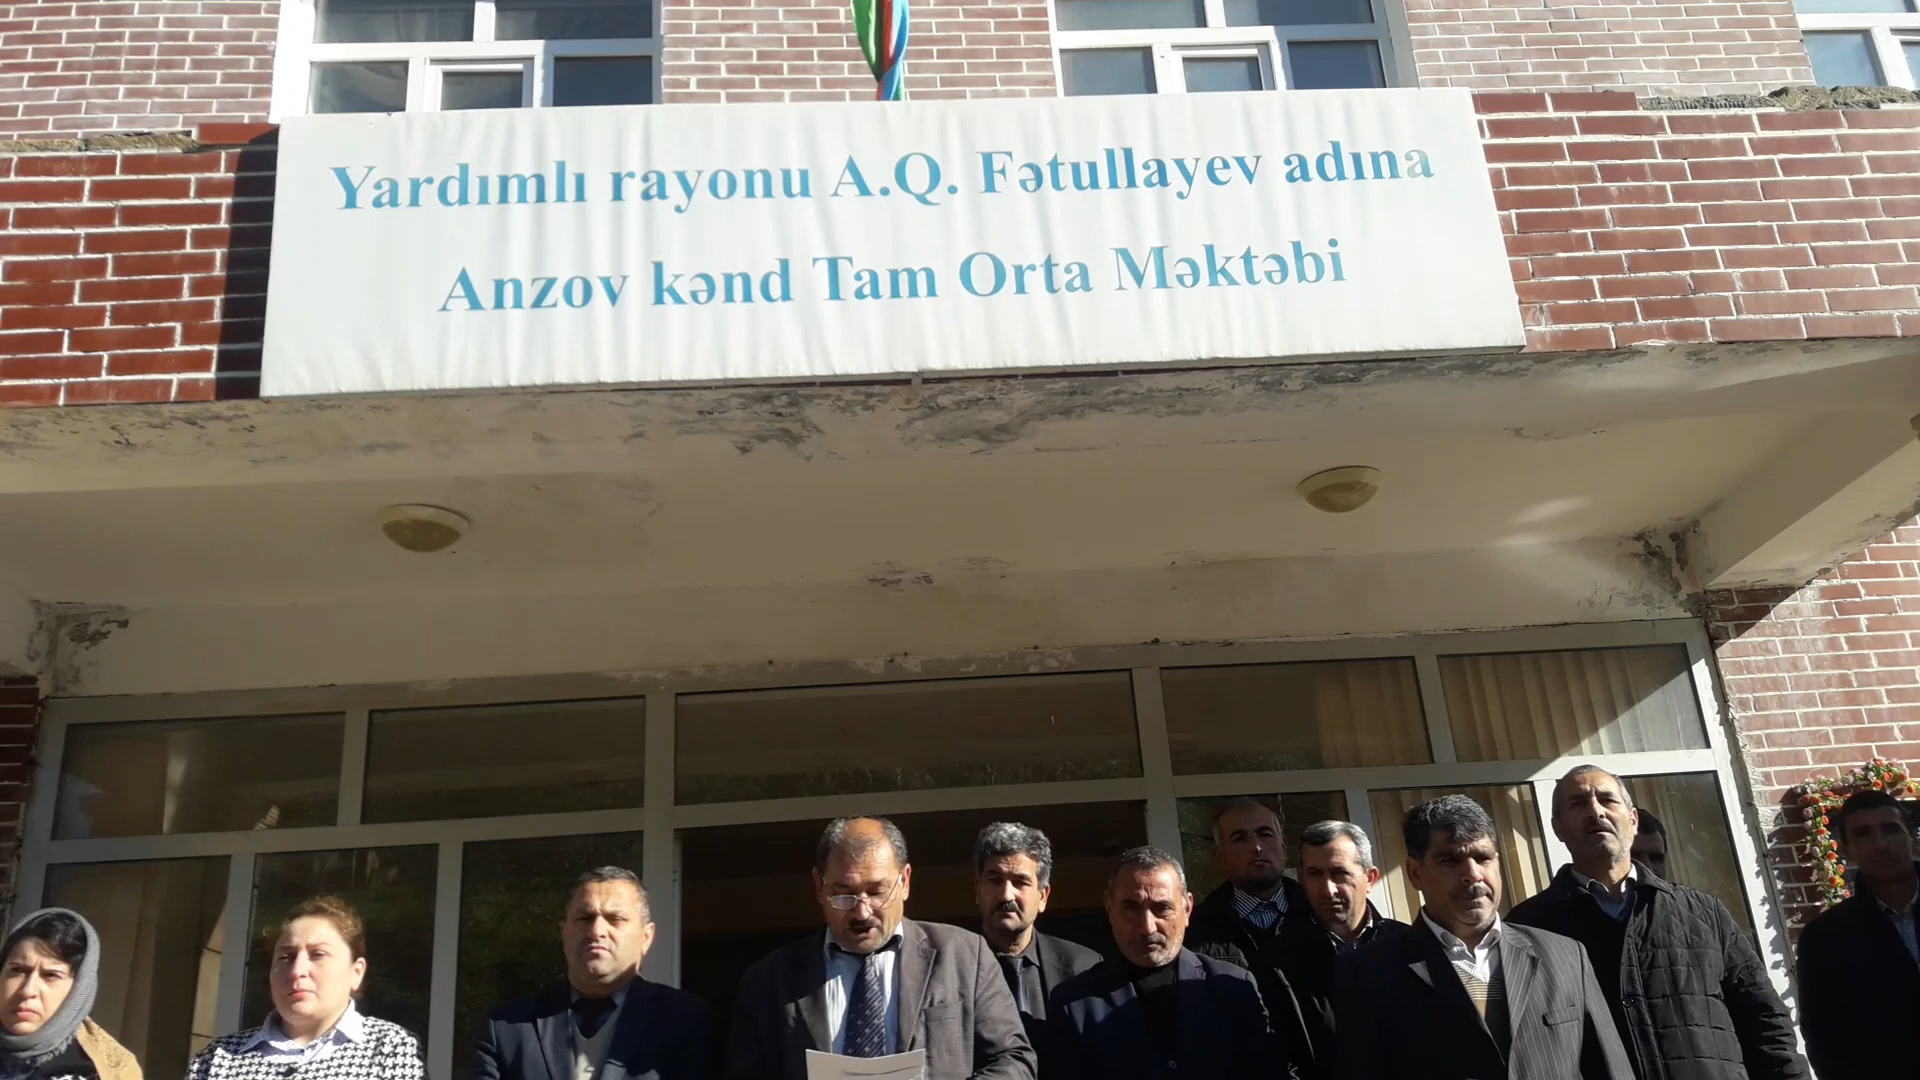 Yardımlı rayonu A.Q. Fətullayev adına
Anzov kənd Tam Orta Məktəbi